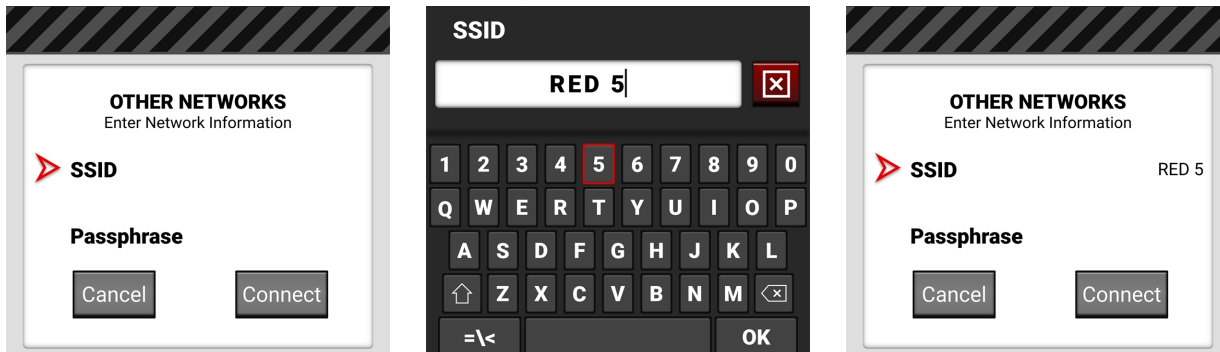 OTHER NETWORKS
Enter Network Information
SSID
Passphrase
Cancel Connect
SSID
RED 5
1 2 3 4 5 6 7 8 9 0
Q W E R T Y U I O P
A S D F G H J K L
Z X C V B N M
=\< OK
OTHER NETWORKS
Enter Network Information
SSID RED 5
Passphrase
Cancel Connect